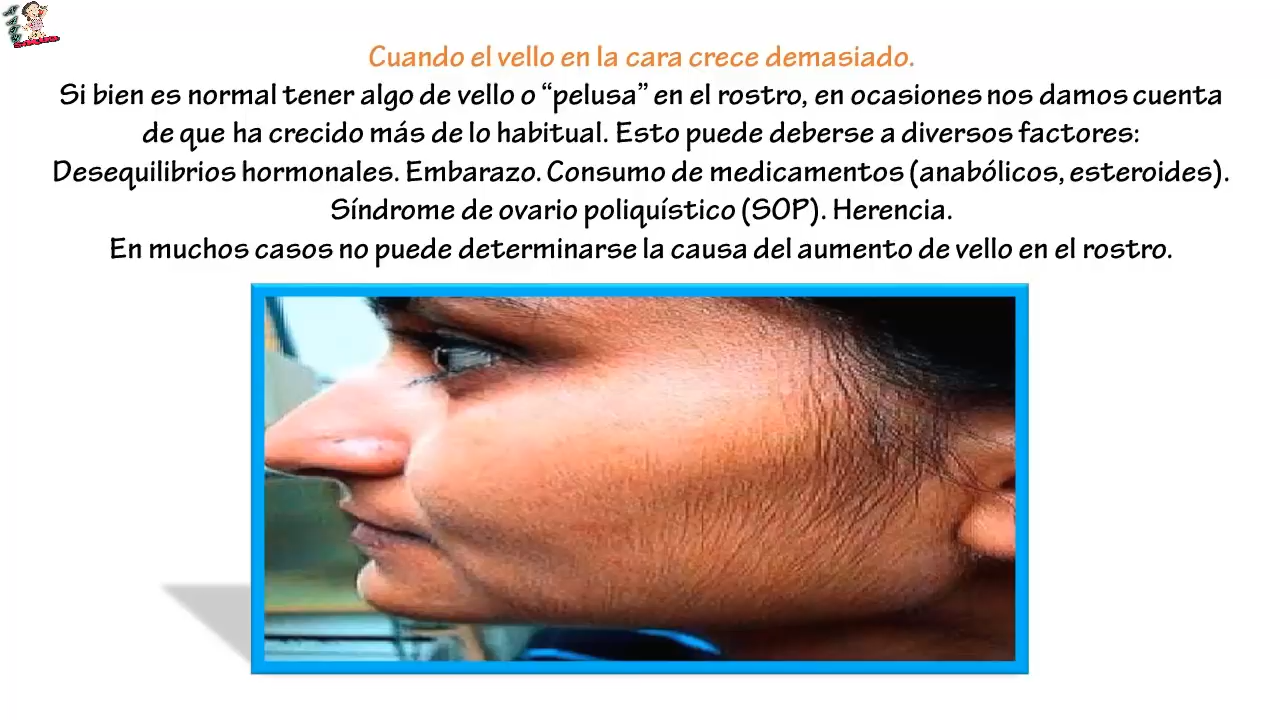 Cuando el vello en la cara crece demasiado.
Si bien es normal tener algo de vello o “pelusa” en el rostro, en ocasiones nos damos cuenta
de que ha crecido más de lo habitual. Esto puede deberse a diversos factores:
Desequilibrios hormonales. Embarazo. Consumo de medicamentos (anabólicos, esteroides).
Síndrome de ovario poliquístico (SOP). Herencia.
En muchos casos no puede determinarse la causa del aumento de vello en el rostro.